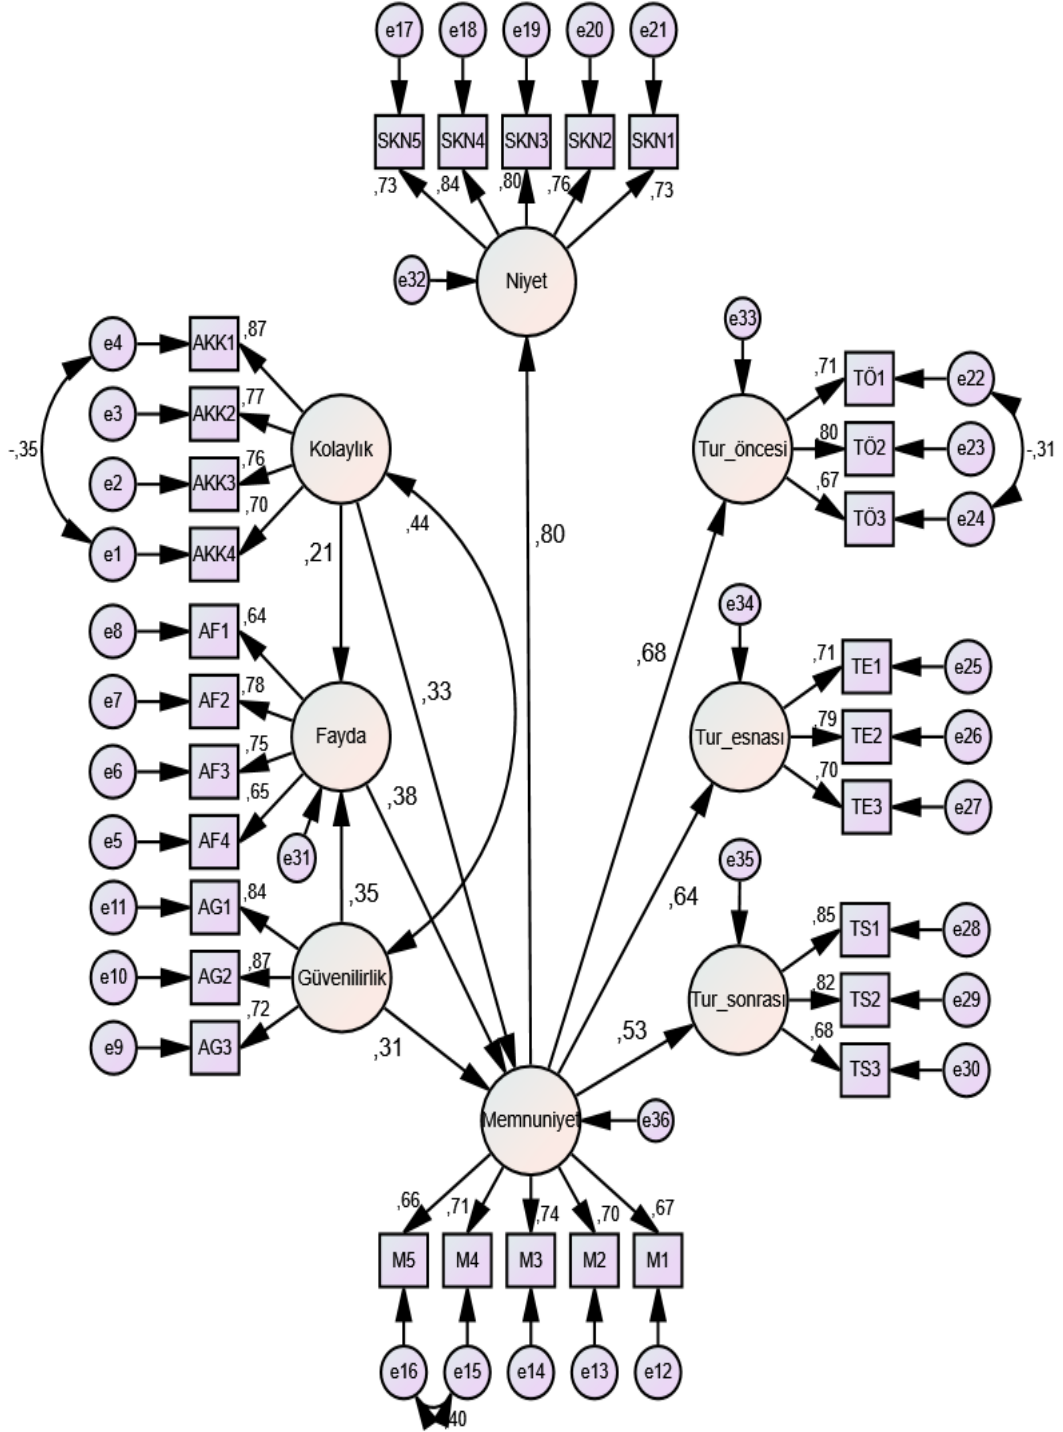 e17 e18 e19 e20 e21
SKN5 SKN4 SKN3 SKN2 SKN1
,73 ,84 ,80 ,76 ,73
e32 Niyet
e33
e4 AKK1 ,87
e3 AKK2 ,77
e2 AKK3 ,76
e1 AKK4 ,70
-,35
Kolaylık
,44
,21
,33
,80
Tur_öncesi
,71 TÖ1 e22
,80 TÖ2 e23
,67 TÖ3 e24
-,31
,68
e8 AF1 ,64
e7 AF2 ,78
e6 AF3 ,75
e5 AF4 ,65
Fayda
,38
e31
,35
e34
Tur_esnası
,71 TE1 e25
,79 TE2 e26
,70 TE3 e27
,64
e11 AG1 ,84
e10 AG2 ,87
e9 AG3 ,72
Güvenilirlik
,31
e35
Tur_sonrası
,85 TS1 e28
,82 TS2 e29
,68 TS3 e30
,53
Memnuniyet e36
,66 ,71 ,74 ,70 ,67
M5 M4 M3 M2 M1
e16 e15 e14 e13 e12
,40